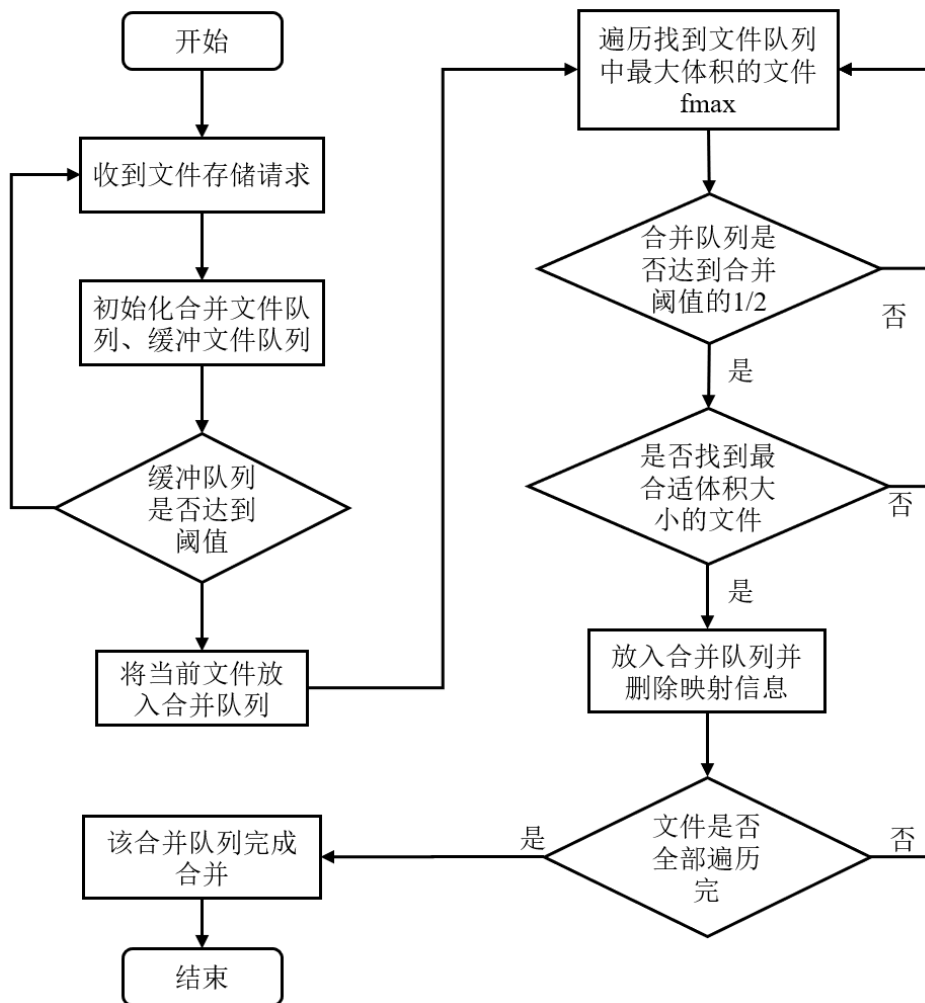 开始
收到文件存储请求
初始化合并文件队
列、缓冲文件队列
缓冲队列
是否达到
阈值
将当前文件放
入合并队列
遍历找到文件队列
中最大体积的文件
fmax
合并队列是
否达到合并
阈值的1/2
否
是
是否找到最
合适体积大
小的文件
否
是
放入合并队列并
删除映射信息
文件是否
全部遍历
完
否
是
该合并队列完成
合并
结束